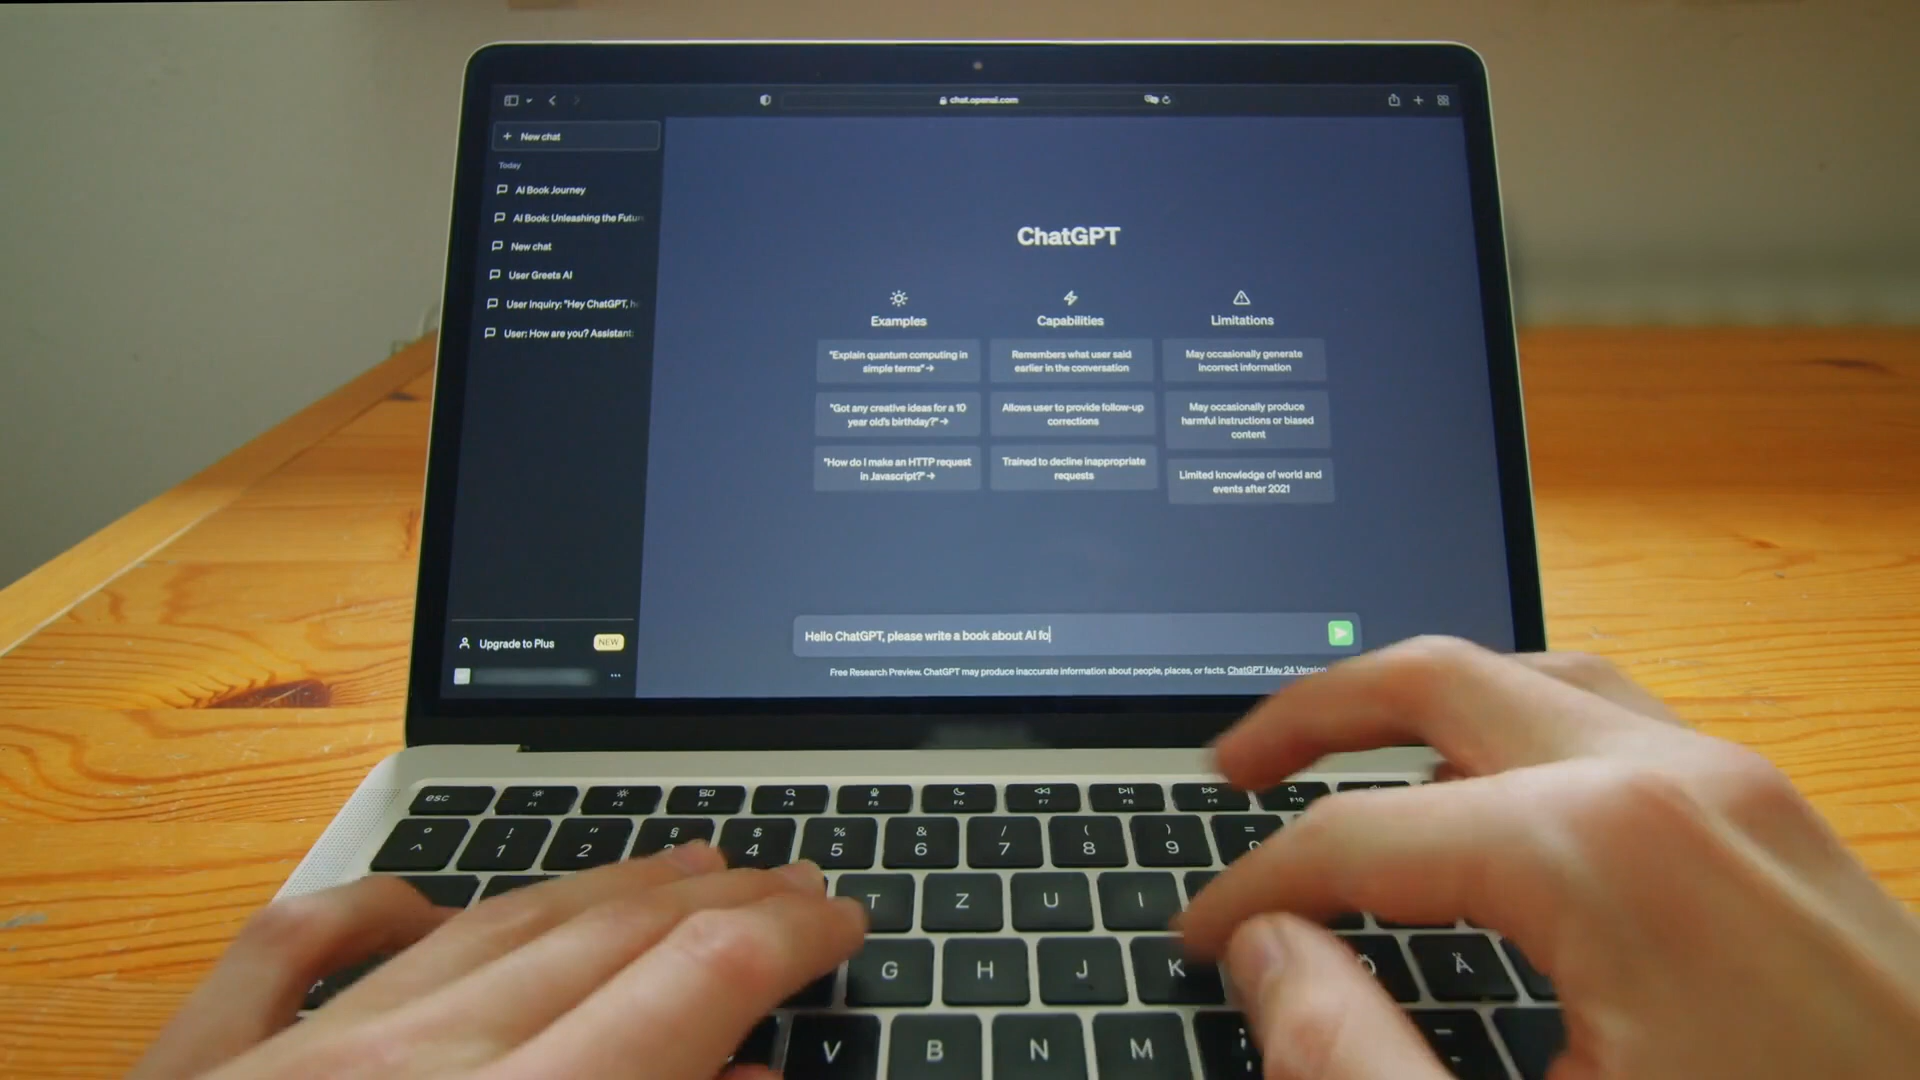 chat.openai.com
New chat
Today
AI Book Journey
AI Book: Unleashing the Futur
New chat
User Greets AI
User Inquiry: "Hey ChatGPT, h
User: How are you? Assistant:
Upgrade to Plus NEW
ChatGPT
Examples
"Explain quantum computing in
simple terms" →
"Got any creative ideas for a 10
year old's birthday?" →
"How do I make an HTTP request
in Javascript?" →
Capabilities
Remembers what user said
earlier in the conversation
Allows user to provide follow-up
corrections
Trained to decline inappropriate
requests
Limitations
May occasionally generate
incorrect information
May occasionally produce
harmful instructions or biased
content
Limited knowledge of world and
events after 2021
Hello ChatGPT, please write a book about AI fo
Free Research Preview. ChatGPT may produce inaccurate information about people, places, or facts. ChatGPT May 24 Version
esc F1 F2 F3 F4 F5 F6 F7 F8 F9 F10
° ! " § $ % & / ( ) =
^ 1 2 4 5 6 7 8 9
T Z U I
G H J K Ö Ä
V B N M